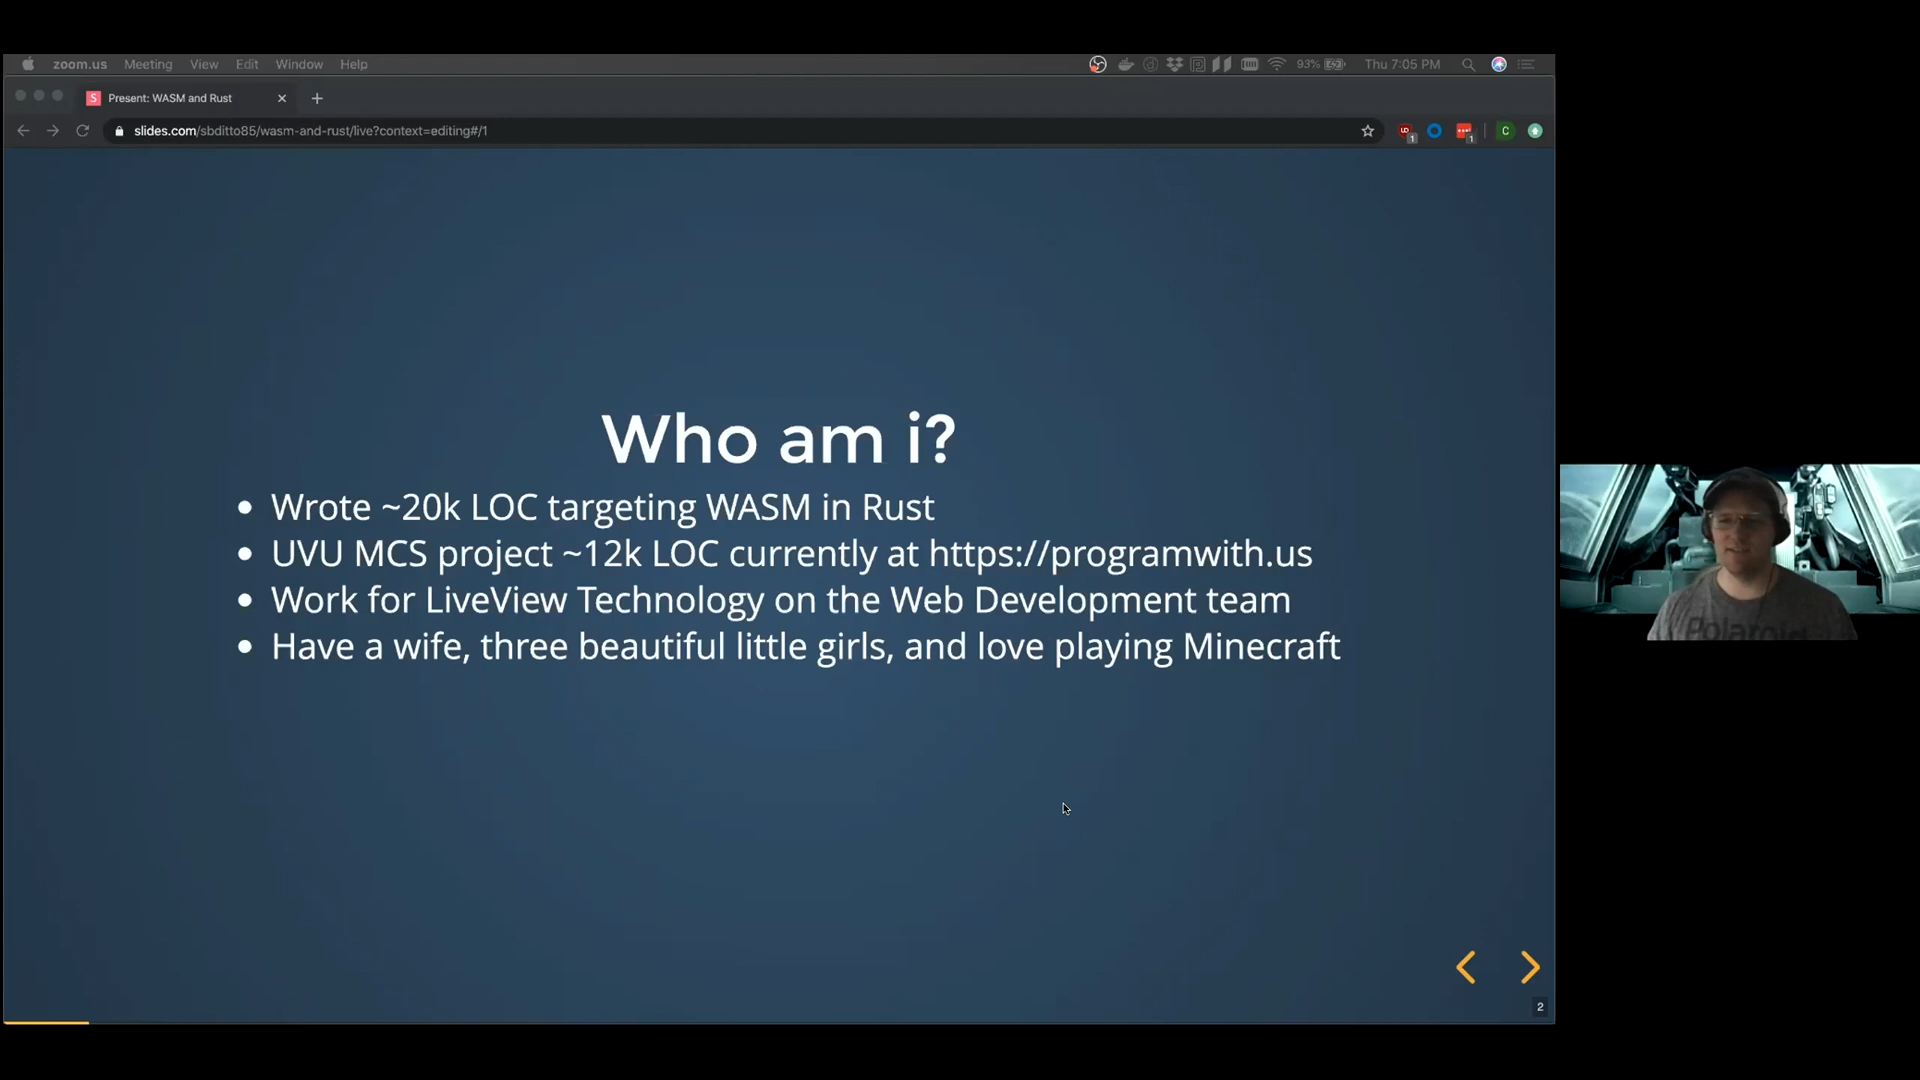 zoom.us Meeting View Edit Window Help 93% Thu 7:05 PM
S Present: WASM and Rust
slides.com/sbditto85/wasm-and-rust/live?context=editing#/1
1 1 C
Who am i?
• Wrote ~20k LOC targeting WASM in Rust
• UVU MCS project ~12k LOC currently at https://programwith.us
• Work for LiveView Technology on the Web Development team
• Have a wife, three beautiful little girls, and love playing Minecraft
Polaroid
2